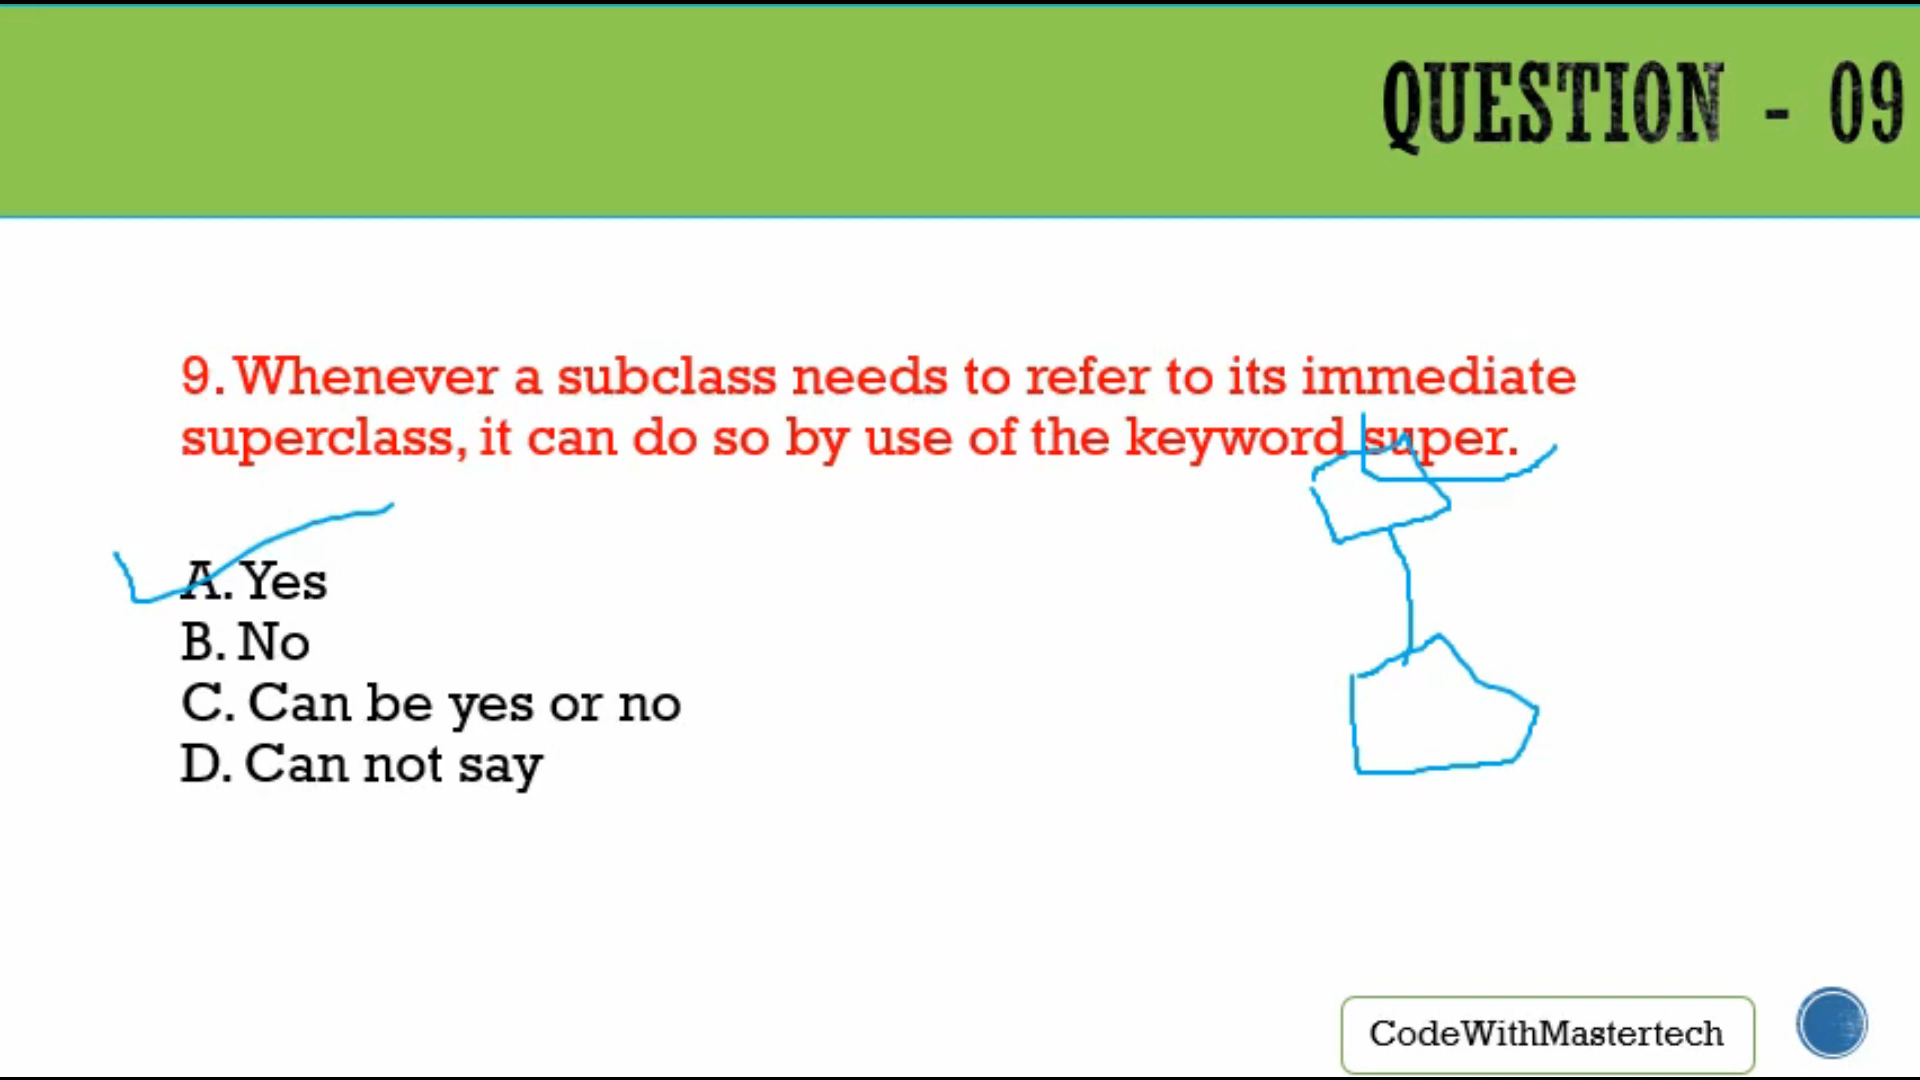 QUESTION - 09
9. Whenever a subclass needs to refer to its immediate
superclass, it can do so by use of the keyword super.
A. Yes
B. No
C. Can be yes or no
D. Can not say
CodeWithMastertech